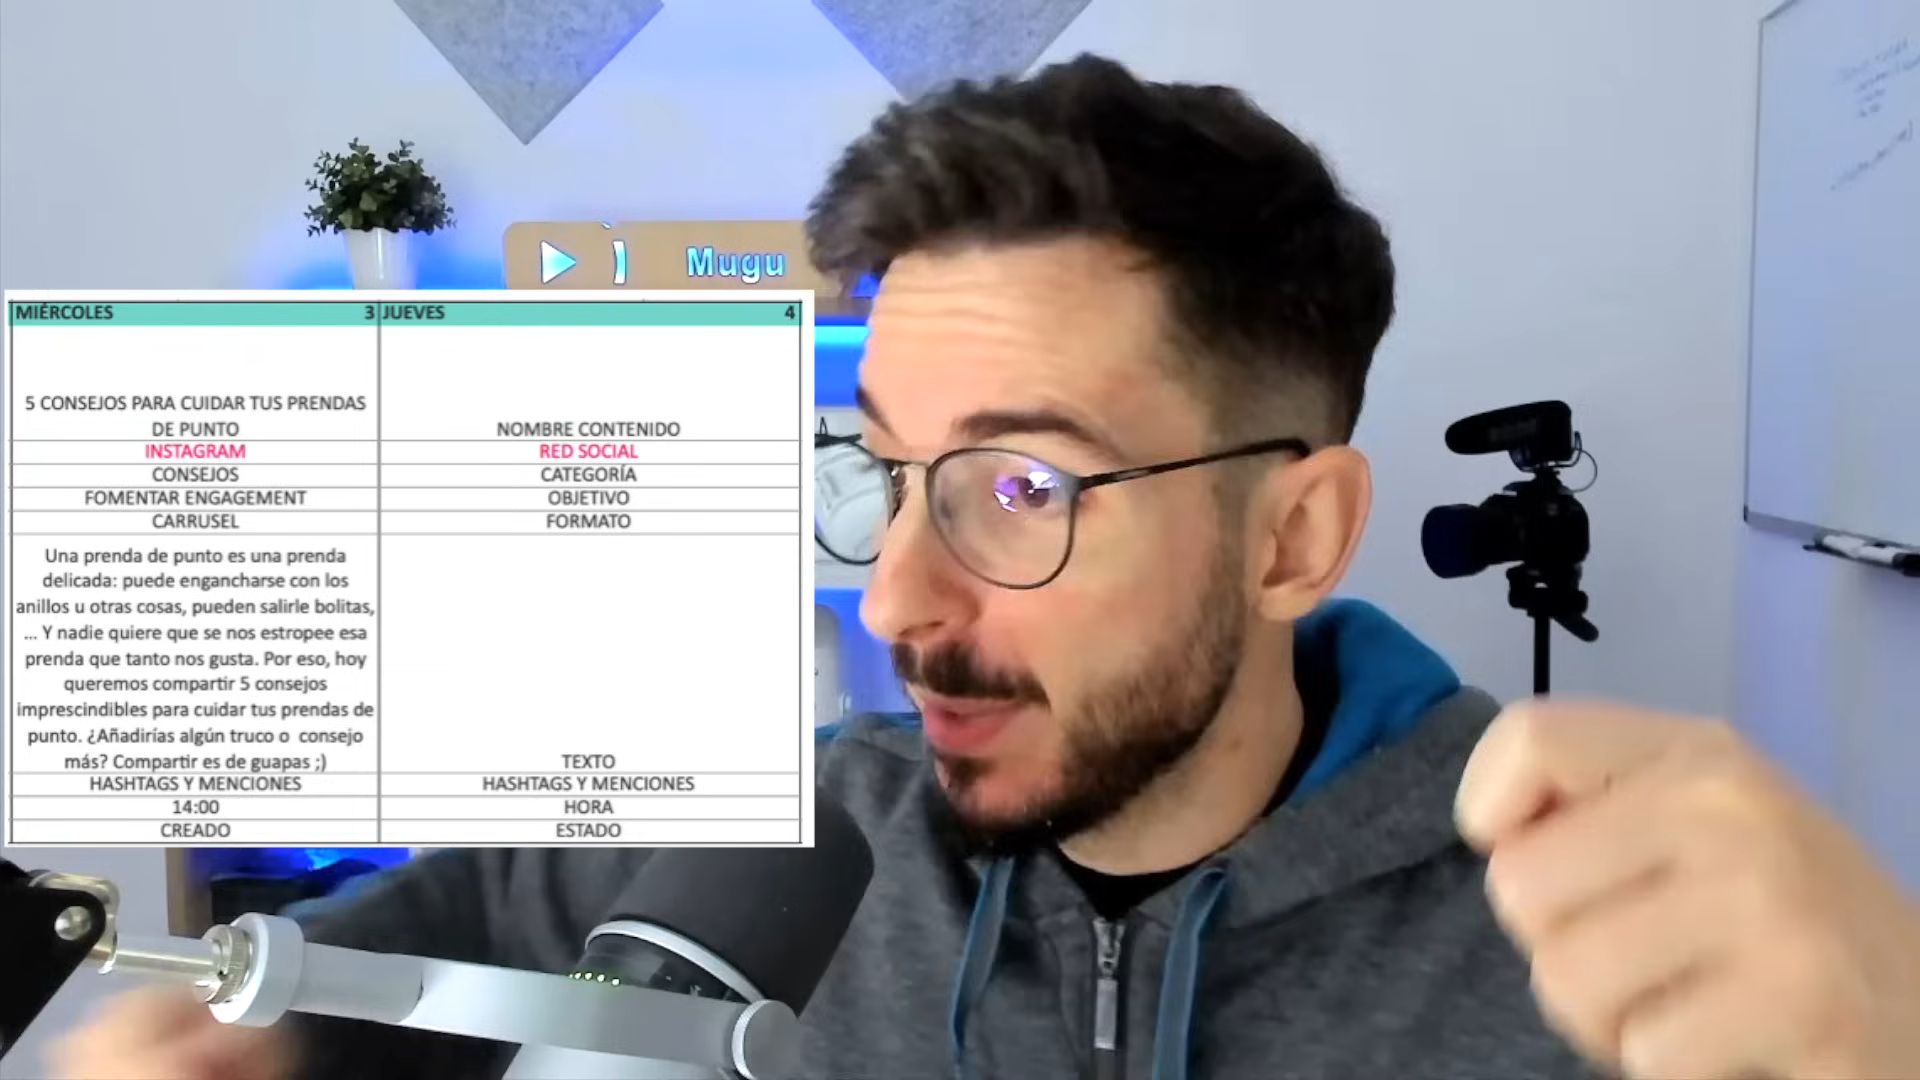 Mugu
MIÉRCOLES 3 JUEVES 4
5 CONSEJOS PARA CUIDAR TUS PRENDAS
DE PUNTO
NOMBRE CONTENIDO
INSTAGRAM
RED SOCIAL
CONSEJOS
CATEGORÍA
FOMENTAR ENGAGEMENT
OBJETIVO
CARRUSEL
FORMATO
Una prenda de punto es una prenda
delicada: puede engancharse con los
anillos u otras cosas, pueden salirle bolitas,
... Y nadie quiere que se nos estropee esa
prenda que tanto nos gusta. Por eso, hoy
queremos compartir 5 consejos
imprescindibles para cuidar tus prendas de
punto. ¿Añadirías algún truco o consejo
más? Compartir es de guapas ;)
TEXTO
HASHTAGS Y MENCIONES
HASHTAGS Y MENCIONES
14:00
HORA
CREADO
ESTADO